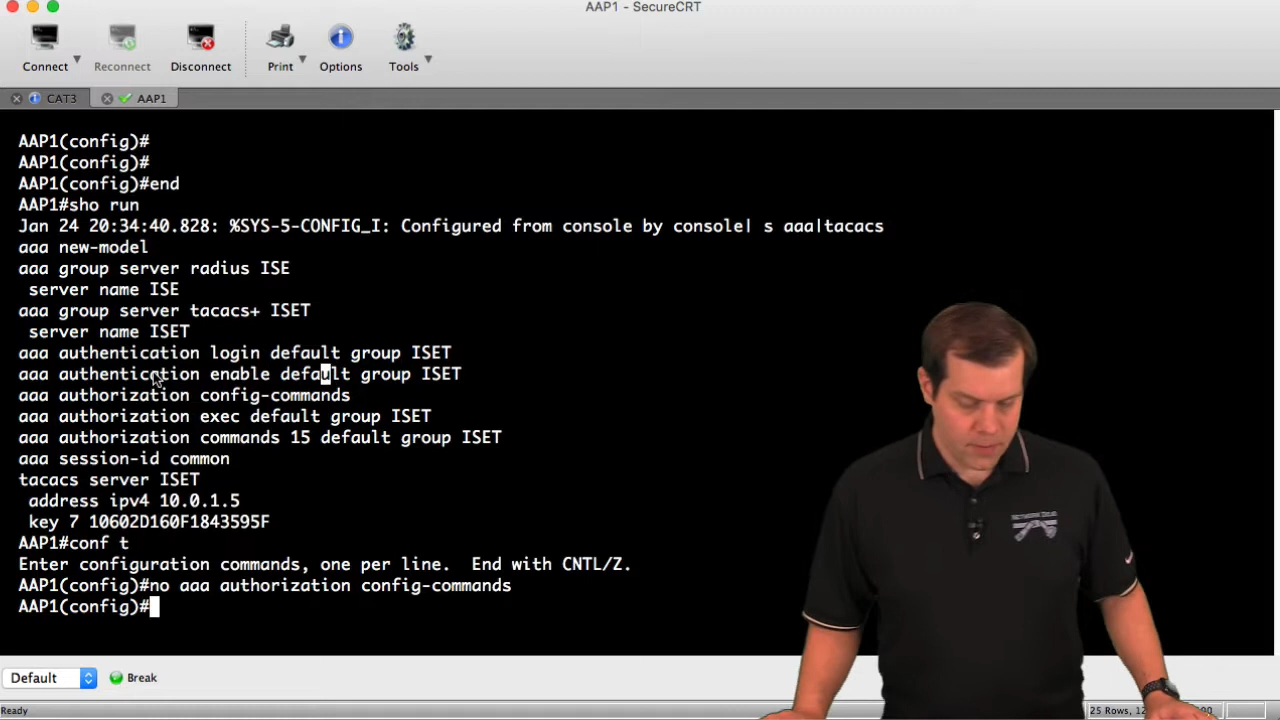 AAP1 - SecureCRT
Connect
Reconnect
Disconnect
Print
Options
Tools
CAT3
AAP1
AAP1(config)#
AAP1(config)#
AAP1(config)#end
AAP1#sho run
Jan 24 20:34:40.828: %SYS-5-CONFIG_I: Configured from console by console| s aaa|tacacs
aaa new-model
aaa group server radius ISE
server name ISE
aaa group server tacacs+ ISET
server name ISET
aaa authentication login default group ISET
aaa authentication enable default group ISET
aaa authorization config-commands
aaa authorization exec default group ISET
aaa authorization commands 15 default group ISET
aaa session-id common
tacacs server ISET
address ipv4 10.0.1.5
key 7 10602D160F1843595F
AAP1#conf t
Enter configuration commands, one per line.  End with CNTL/Z.
AAP1(config)#no aaa authorization config-commands
AAP1(config)#
Default
Break
Ready
25 Rows,